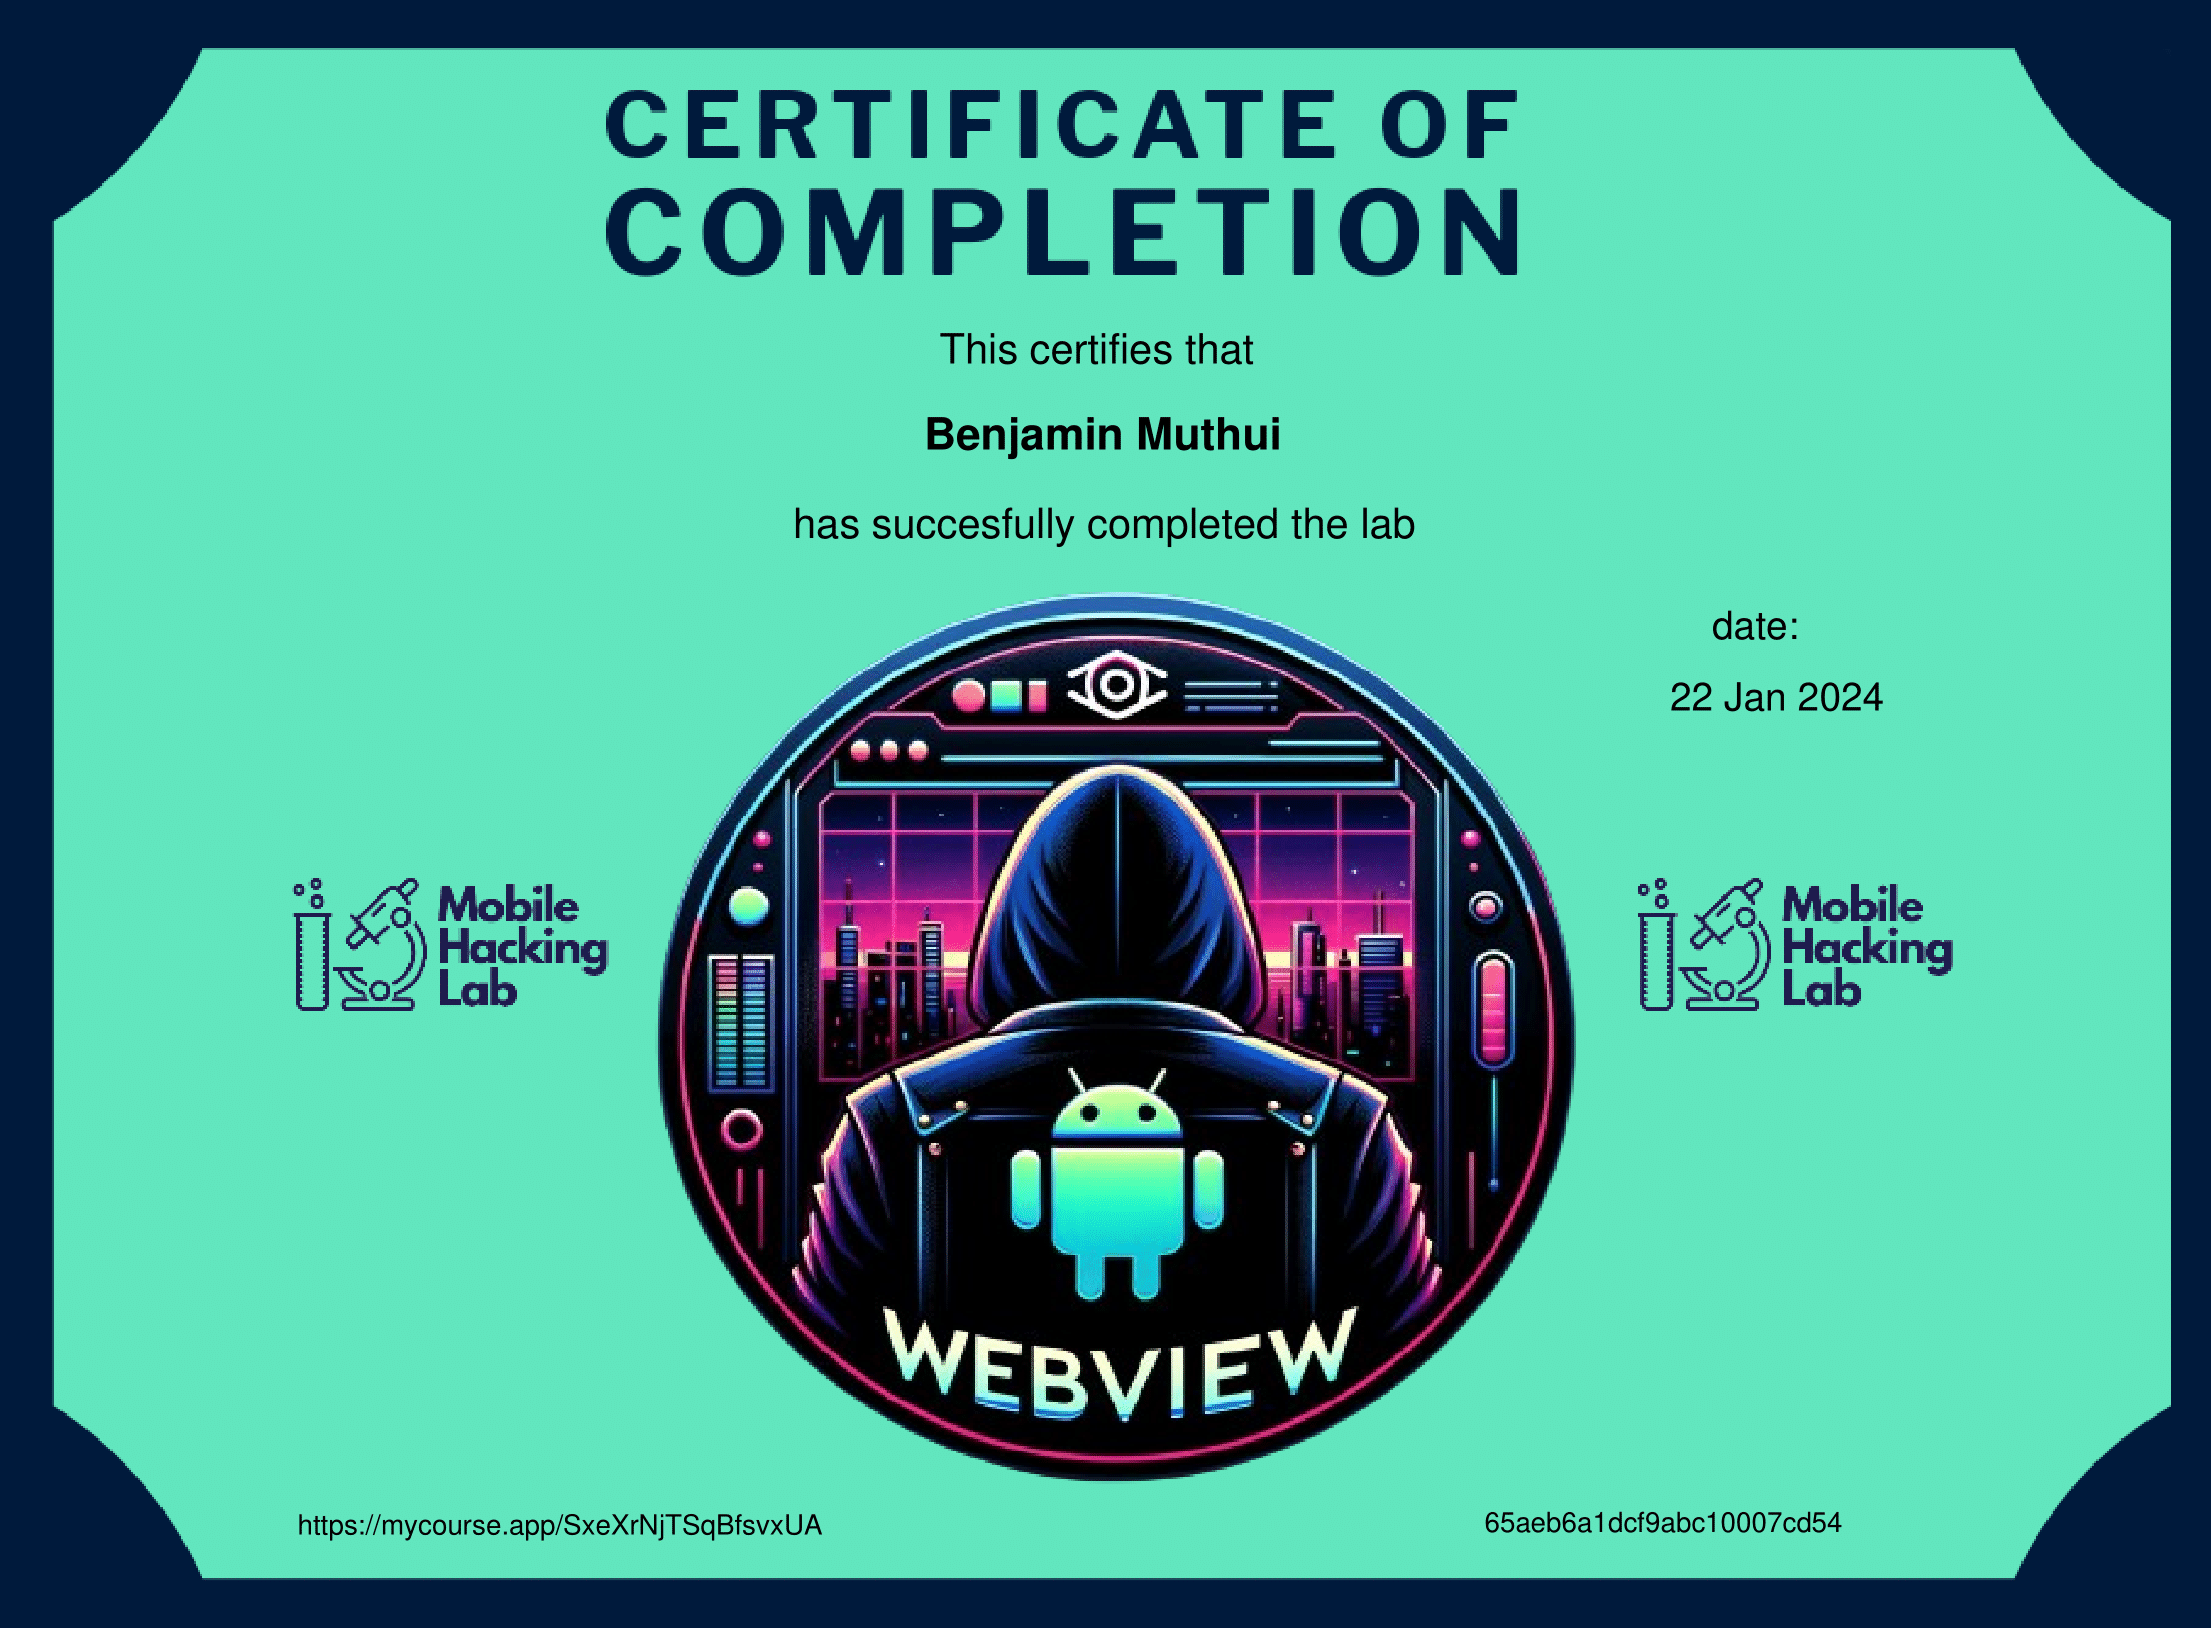 CERTIFICATE OF
COMPLETION
This certifies that
Benjamin Muthui
has succesfully completed the lab
date:
22 Jan 2024
Mobile
Hacking
Lab
Mobile
Hacking
Lab
WEBVIEW
https://mycourse.app/SxeXrNjTSqBfsvxUA
65aeb6a1dcf9abc10007cd54